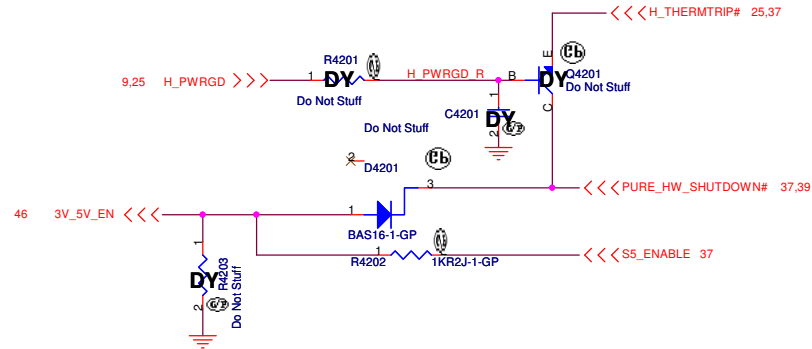 H_THERMTRIP# 25,37
R4201
1
2
DY
Do Not Stuff
9,25 H_PWRGD
H_PWRGD_R
B
E
C
DY
Q4201
Do Not Stuff
1
C4201
DY
2
Do Not Stuff
2
D4201
3
PURE_HW_SHUTDOWN# 37,39
46 3V_5V_EN
1
BAS16-1-GP
1
R4202
1KR2J-1-GP
S5_ENABLE 37
1
DY
R4203
2
Do Not Stuff